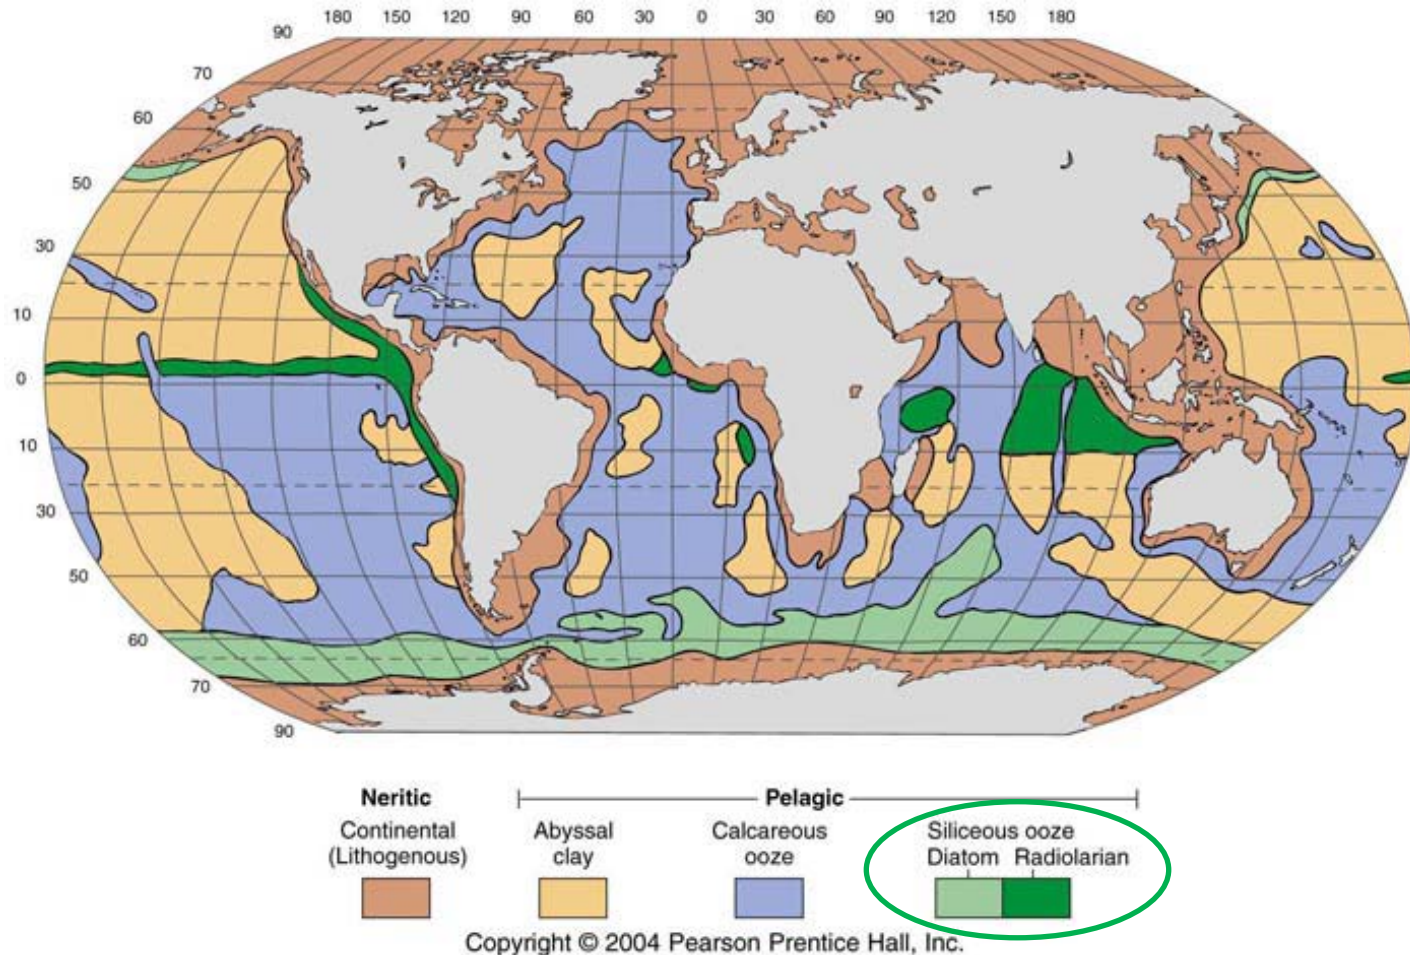 180 150 120 90 60 30 0 30 60 90 120 150 180
90
70
60
50
30
10
0
10
30
50
60
70
90
Neritic
Pelagic
Continental
(Lithogenous)
Abyssal
clay
Calcareous
ooze
Siliceous ooze
Diatom Radiolarian
Copyright © 2004 Pearson Prentice Hall, Inc.